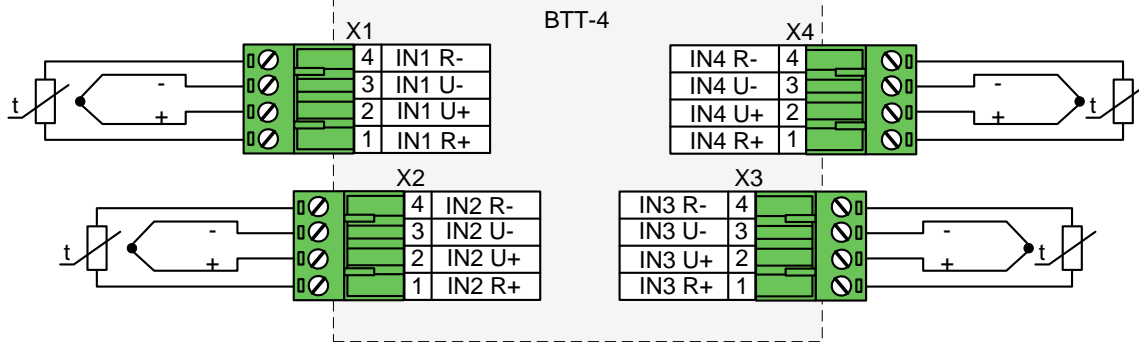 BTT-4
X1
4 IN1 R-
3 IN1 U-
2 IN1 U+
1 IN1 R+
t
-
+
X4
IN4 R- 4
IN4 U- 3
IN4 U+ 2
IN4 R+ 1
-
+
t
X2
4 IN2 R-
3 IN2 U-
2 IN2 U+
1 IN2 R+
t
-
+
X3
IN3 R- 4
IN3 U- 3
IN3 U+ 2
IN3 R+ 1
-
+
t